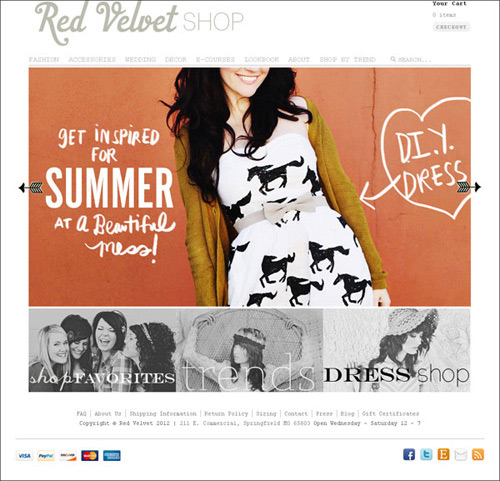 Red Velvet SHOP
Your Cart
0 items
CHECKOUT
FASHION ACCESSORIES WEDDING DECOR E-COURSES LOOKBOOK ABOUT SHOP BY TREND SEARCH...
GET INSPIRED
FOR
SUMMER
AT A Beautiful
mess!
D.I.Y.
DRESS
shop FAVORITES
trends
DRESS shop
FAQ | About Us | Shipping Information | Return Policy | Sizing | Contact | Press | Blog | Gift Certificates
Copyright © Red Velvet 2012 | 211 E. Commercial, Springfield MO 65803 Open Wednesday - Saturday 12 - 7
VISA PayPal DISCOVER MasterCard
f t E